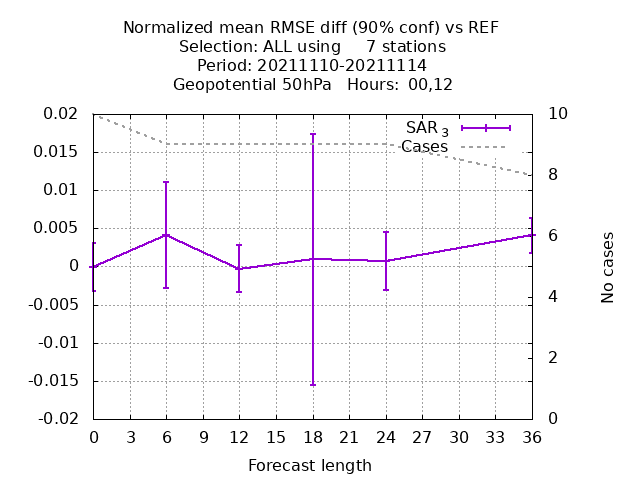 Normalized mean RMSE diff (90% conf) vs REF
Selection: ALL using 7 stations
Period: 20211110-20211114
Geopotential 50hPa Hours: 00,12
0.02
0.015
0.01
0.005
0
-0.005
-0.01
-0.015
-0.02
SAR 3
Cases
10
8
6
4
2
0
No cases
0 3 6 9 12 15 18 21 24 27 30 33 36
Forecast length